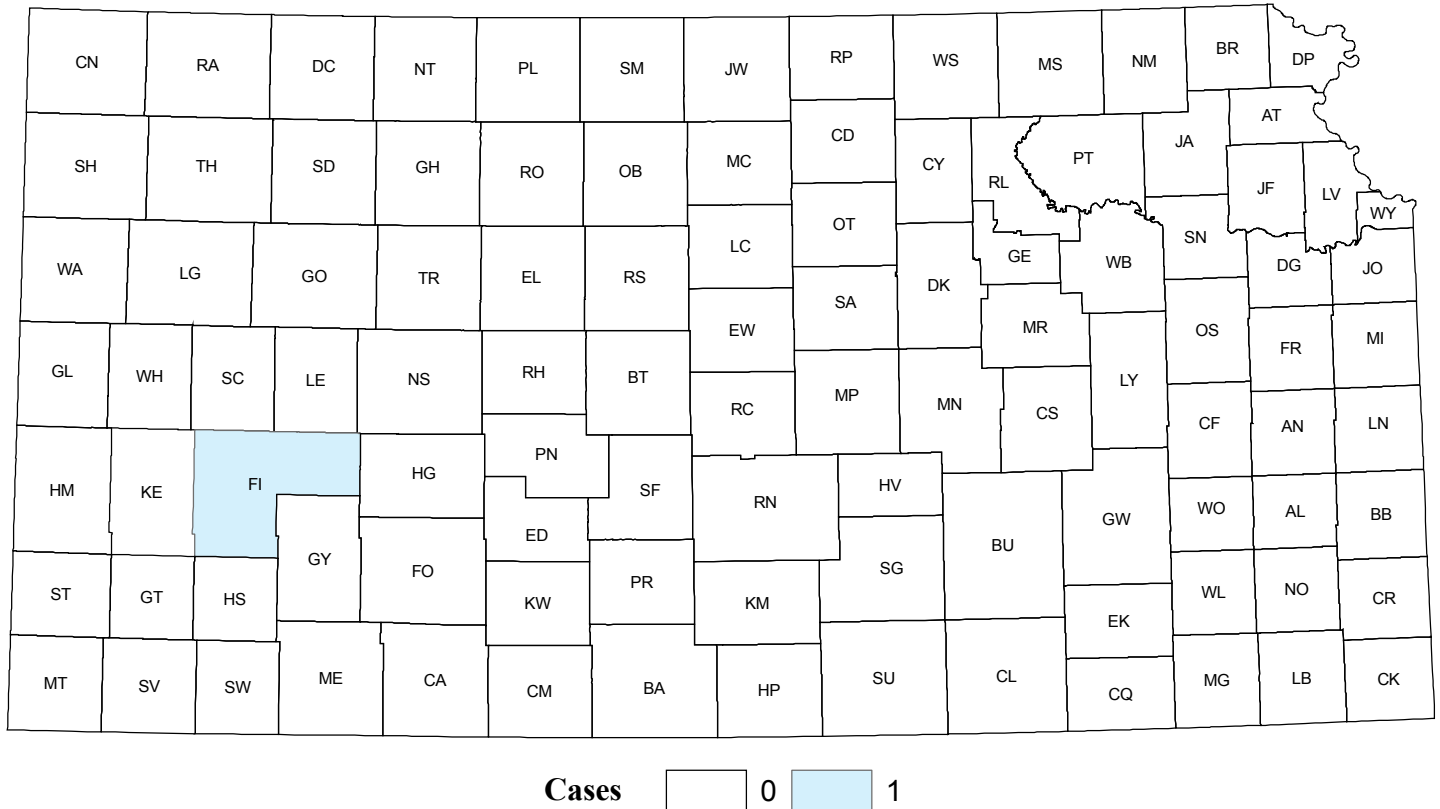 CN RA DC NT PL SM JW RP WS MS NM BR DP
SH TH SD GH RO OB MC CD CY RL PT JA AT
JF LV WY
WA LG GO TR EL RS LC OT DK GE WB SN DG JO
GL WH SC LE NS RH BT EW SA MR OS FR MI
RC MP MN CS LY CF AN LN
HM KE FI HG PN SF RN HV BU GW WO AL BB
ST GT HS GY FO ED KW PR KM SG EK WL NO CR
MT SV SW ME CA CM BA HP SU CL CQ MG LB CK
Cases 0 1